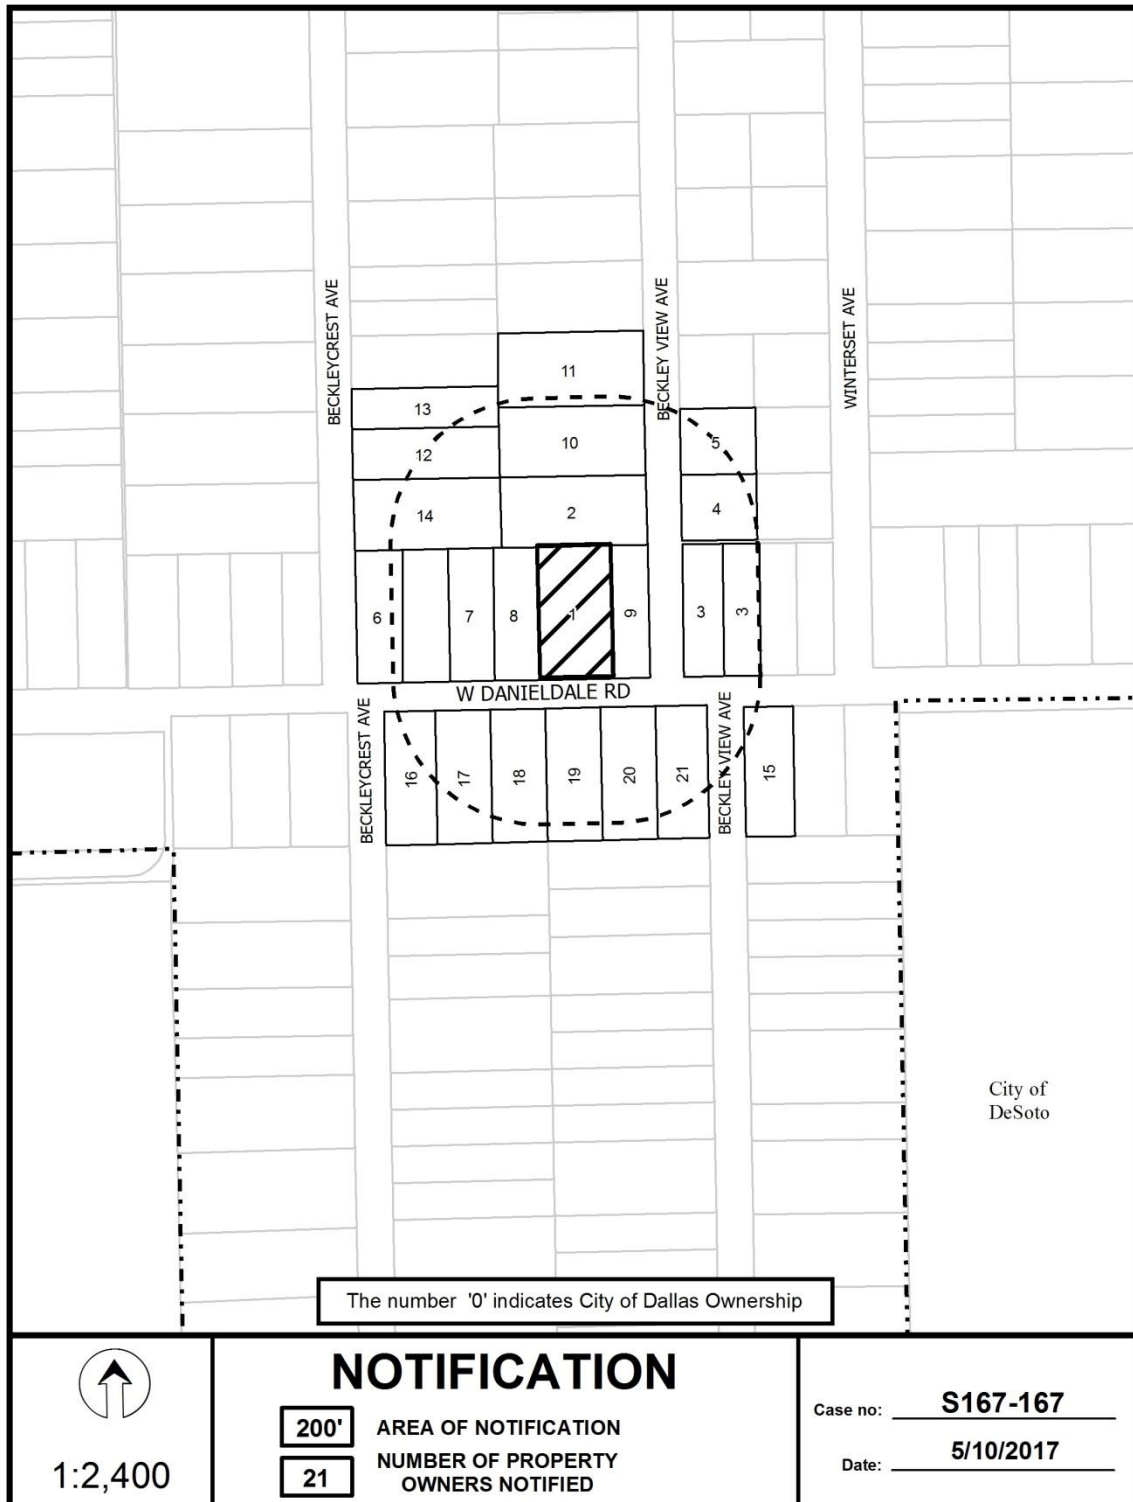 BECKLEYCREST AVE
BECKLEY VIEW AVE
WINTERSET AVE
11
13
10
5
12
4
14
2
6
7
8
1
9
3
3
W DANIELDALE RD
BECKLEYCREST AVE
BECKLEY VIEW AVE
16
17
18
19
20
21
15
City of
DeSoto
The number '0' indicates City of Dallas Ownership
1:2,400
NOTIFICATION
200' AREA OF NOTIFICATION
21 NUMBER OF PROPERTY
OWNERS NOTIFIED
Case no: S167-167
Date: 5/10/2017